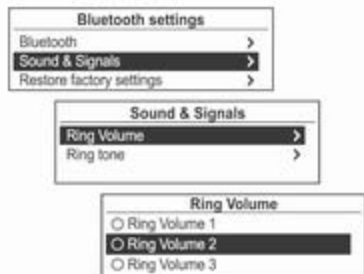 Bluetooth settings
Bluetooth >
Sound & Signals >
Restore factory settings >
Sound & Signals
Ring Volume >
Ring tone >
Ring Volume
Ring Volume 1
Ring Volume 2
Ring Volume 3